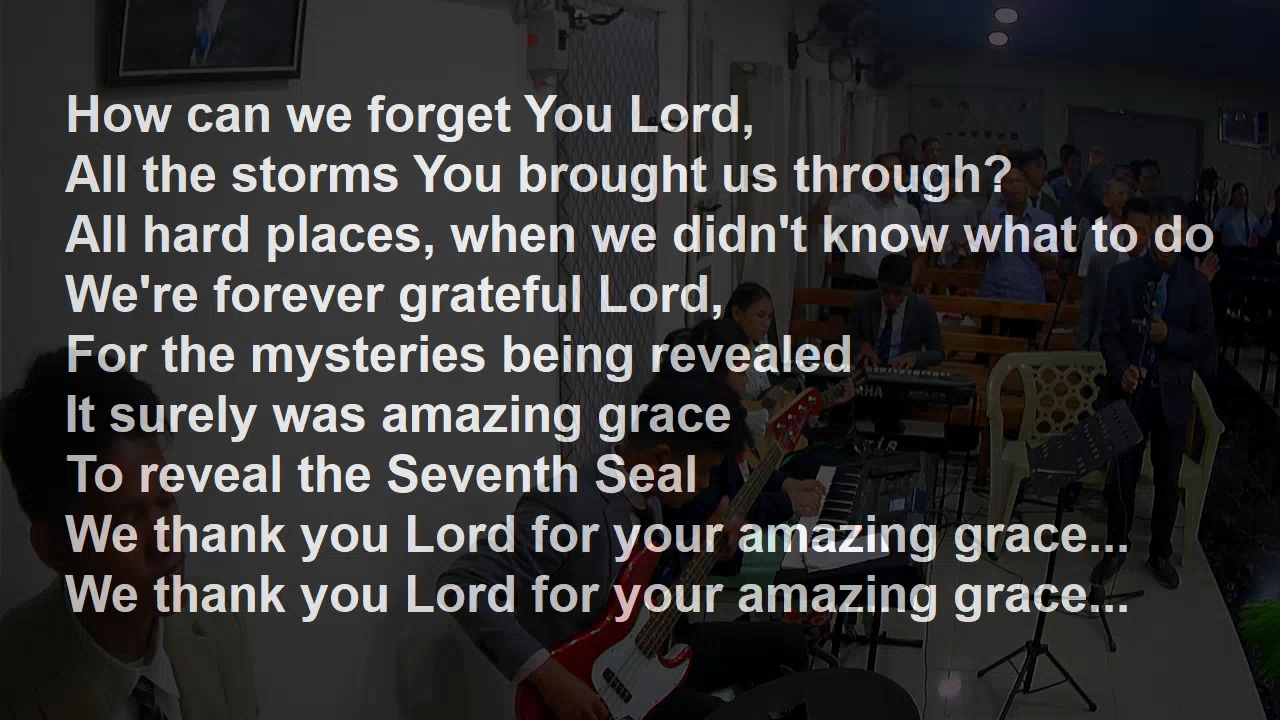 How can we forget You Lord,
All the storms You brought us through?
All hard places, when we didn't know what to do
We're forever grateful Lord,
For the mysteries being revealed
It surely was amazing grace
To reveal the Seventh Seal
We thank you Lord for your amazing grace...
We thank you Lord for your amazing grace...